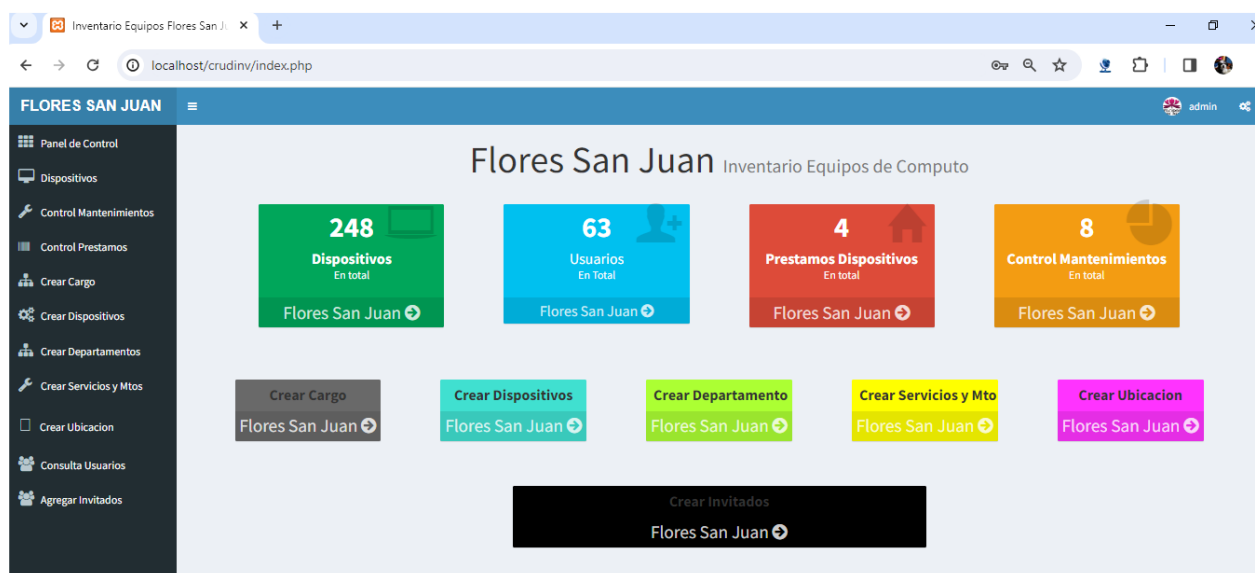 Inventario Equipos Flores San Ju
localhost/crudinv/index.php
FLORES SAN JUAN
admin
Panel de Control
Dispositivos
Control Mantenimientos
Control Prestamos
Crear Cargo
Crear Dispositivos
Crear Departamentos
Crear Servicios y Mtos
Crear Ubicacion
Consulta Usuarios
Agregar Invitados
Flores San Juan Inventario Equipos de Computo
248
Dispositivos
En total
Flores San Juan
63
Usuarios
En Total
Flores San Juan
4
Prestamos Dispositivos
En total
Flores San Juan
8
Control Mantenimientos
En total
Flores San Juan
Crear Cargo
Flores San Juan
Crear Dispositivos
Flores San Juan
Crear Departamento
Flores San Juan
Crear Servicios y Mto
Flores San Juan
Crear Ubicacion
Flores San Juan
Crear Invitados
Flores San Juan